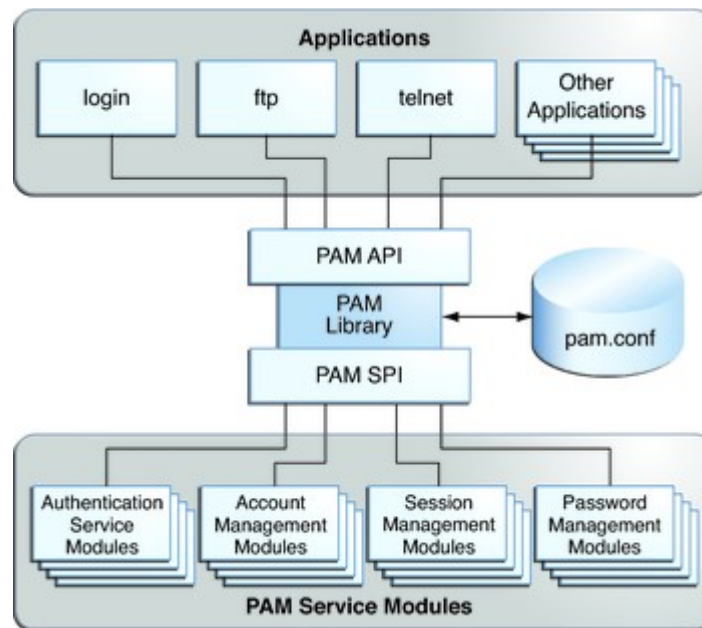 Applications
login
ftp
telnet
Other
Applications
PAM API
PAM
Library
pam.conf
PAM SPI
Authentication
Service
Modules
Account
Management
Modules
Session
Management
Modules
Password
Management
Modules
PAM Service Modules